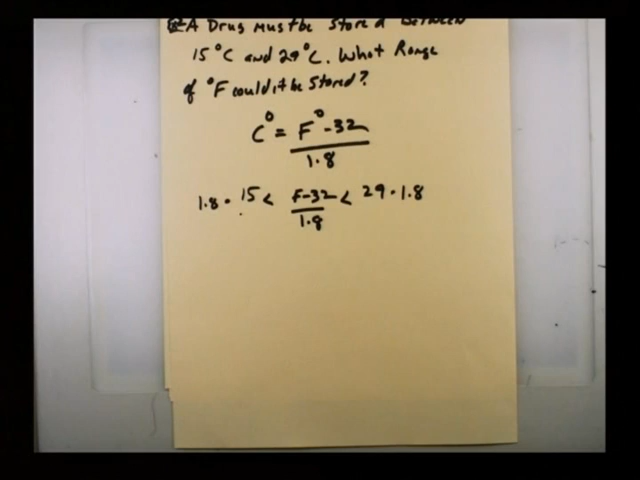 Ex A Drug must be stored between
15°C and 29°C. What Range
of °F could it be stored?
C° = F° - 32
1.8
1.8 · 15 < F-32 < 29 · 1.8
1.8